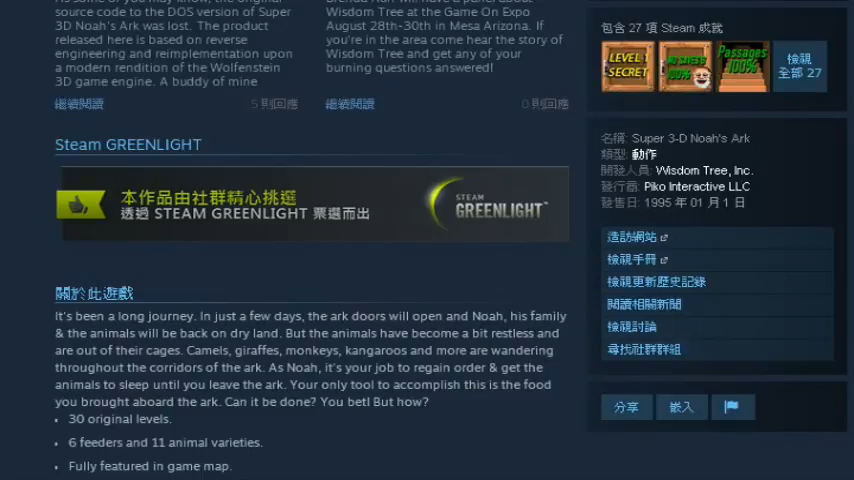 As some of you may know, the original
source code to the DOS version of Super
3D Noah's Ark was lost. The product
released here is based on reverse
engineering and reimplementation upon
a modern rendition of the Wolfenstein
3D game engine. A buddy of mine
繼續閱讀
5 則回應
Wisdom Tree at the Game On Expo
August 28th-30th in Mesa Arizona. If
you're in the area come hear the story of
Wisdom Tree and get any of your
burning questions answered!
繼續閱讀
0 則回應
Steam GREENLIGHT
本作品由社群精心挑選
透過 STEAM GREENLIGHT 票選而出
STEAM
GREENLIGHT™
關於此遊戲
It's been a long journey. In just a few days, the ark doors will open and Noah, his family
& the animals will be back on dry land. But the animals have become a bit restless and
are out of their cages. Camels, giraffes, monkeys, kangaroos and more are wandering
throughout the corridors of the ark. As Noah, it's your job to regain order & get the
animals to sleep until you leave the ark. Your only tool to accomplish this is the food
you brought aboard the ark. Can it be done? You bet! But how?
• 30 original levels.
• 6 feeders and 11 animal varieties.
• Fully featured in game map.
包含 27 項 Steam 成就
LEVEL 1
SECRET
100%
Passages
100%
檢視
全部 27
名稱: Super 3-D Noah's Ark
類型: 動作
開發人員: Wisdom Tree, Inc.
發行商: Piko Interactive LLC
發售日: 1995 年 01 月 1 日
造訪網站
檢視手冊
檢視更新歷史記錄
閱讀相關新聞
檢視討論
尋找社群群組
分享
嵌入